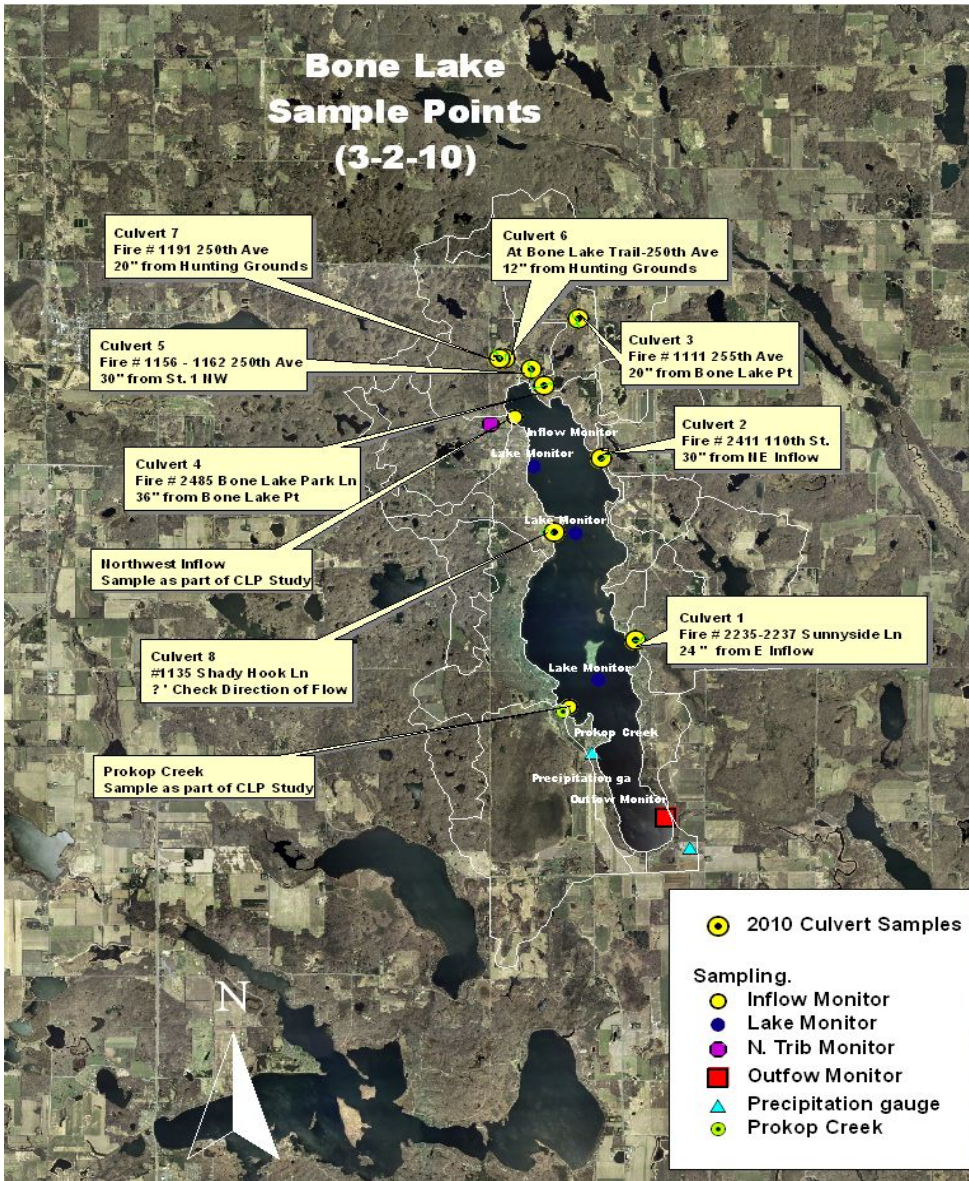 Bone Lake
Sample Points
(3-2-10)
Culvert 7
Fire # 1191 250th Ave
20" from Hunting Grounds
Culvert 6
At Bone Lake Trail-250th Ave
12" from Hunting Grounds
Culvert 5
Fire # 1156 - 1162 250th Ave
30" from St. 1 NW
Culvert 3
Fire # 1111 255th Ave
20" from Bone Lake Pt
Culvert 2
Fire # 2411 110th St.
30" from NE Inflow
Inflow Monitor
Lake Monitor
Culvert 4
Fire # 2485 Bone Lake Park Ln
36" from Bone Lake Pt
Lake Monitor
Northwest Inflow
Sample as part of CLP Study
Culvert 1
Fire # 2235-2237 Sunnyside Ln
24 " from E Inflow
Culvert 8
#1135 Shady Hook Ln
? ' Check Direction of Flow
Lake Monitor
Prokop Creek
Prokop Creek
Sample as part of CLP Study
Precipitation ga
Outfow Monitor
2010 Culvert Samples
Sampling.
Inflow Monitor
Lake Monitor
N. Trib Monitor
Outfow Monitor
Precipitation gauge
Prokop Creek
N